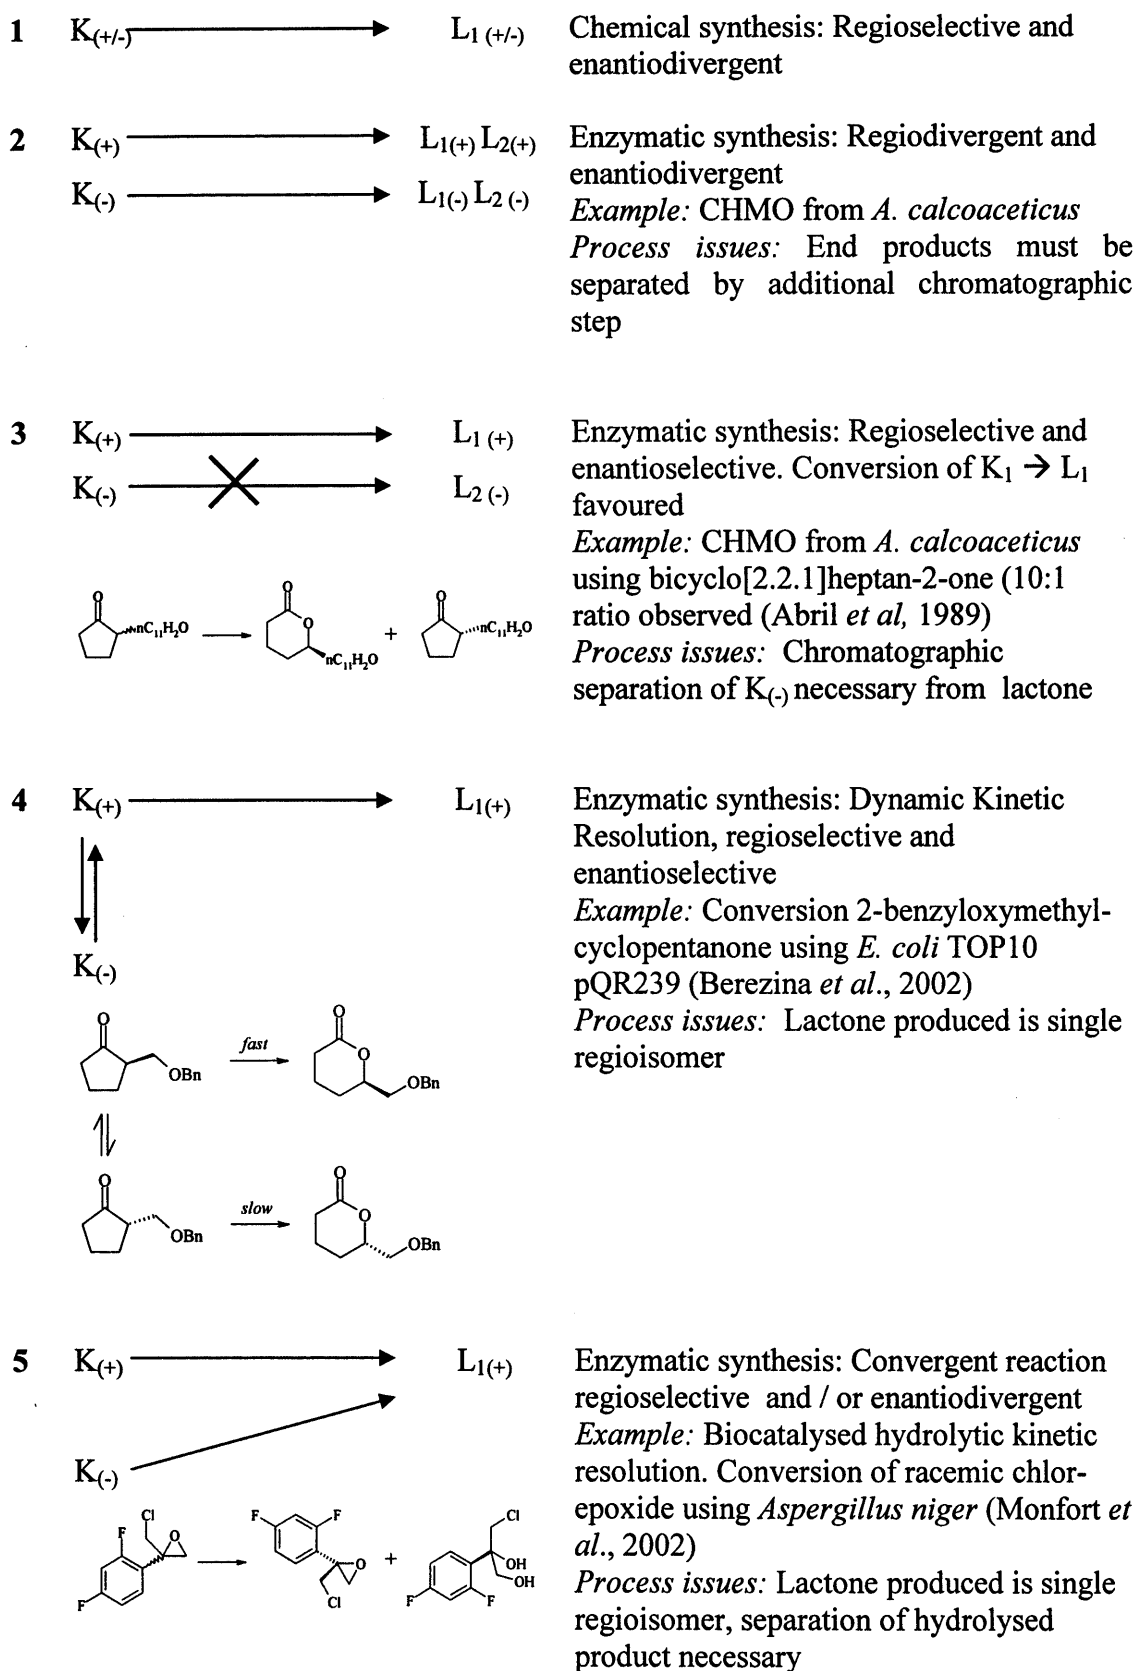 1 K(+/-) L1 (+/-) Chemical synthesis: Regioselective and
enantiodivergent
2 K(+) L1(+) L2(+) Enzymatic synthesis: Regiodivergent and
K(-) L1(-) L2 (-) enantiodivergent
Example: CHMO from A. calcoaceticus
Process issues: End products must be
separated by additional chromatographic
step
3 K(+) L1 (+) Enzymatic synthesis: Regioselective and
K(-) L2 (-) enantioselective. Conversion of K1 → L1
favoured
Example: CHMO from A. calcoaceticus
using bicyclo[2.2.1]heptan-2-one (10:1
ratio observed (Abril et al, 1989)
Process issues: Chromatographic
separation of K(-) necessary from lactone
O O O
O
nC11H2O + nC11H2O
nC11H2O
4 K(+) L1(+) Enzymatic synthesis: Dynamic Kinetic
Resolution, regioselective and
enantioselective
Example: Conversion 2-benzyloxymethyl-
K(-) cyclopentanone using E. coli TOP10
pQR239 (Berezina et al., 2002)
Process issues: Lactone produced is single
regioisomer
O O
fast O
OBn OBn
O O
slow O
OBn OBn
5 K(+) L1(+) Enzymatic synthesis: Convergent reaction
regioselective and / or enantiodivergent
Example: Biocatalysed hydrolytic kinetic
K(-) resolution. Conversion of racemic chlor-
epoxide using Aspergillus niger (Monfort et
al., 2002)
Process issues: Lactone produced is single
regioisomer, separation of hydrolysed
product necessary
Cl F F Cl
F O O + OH
OH
F Cl F F